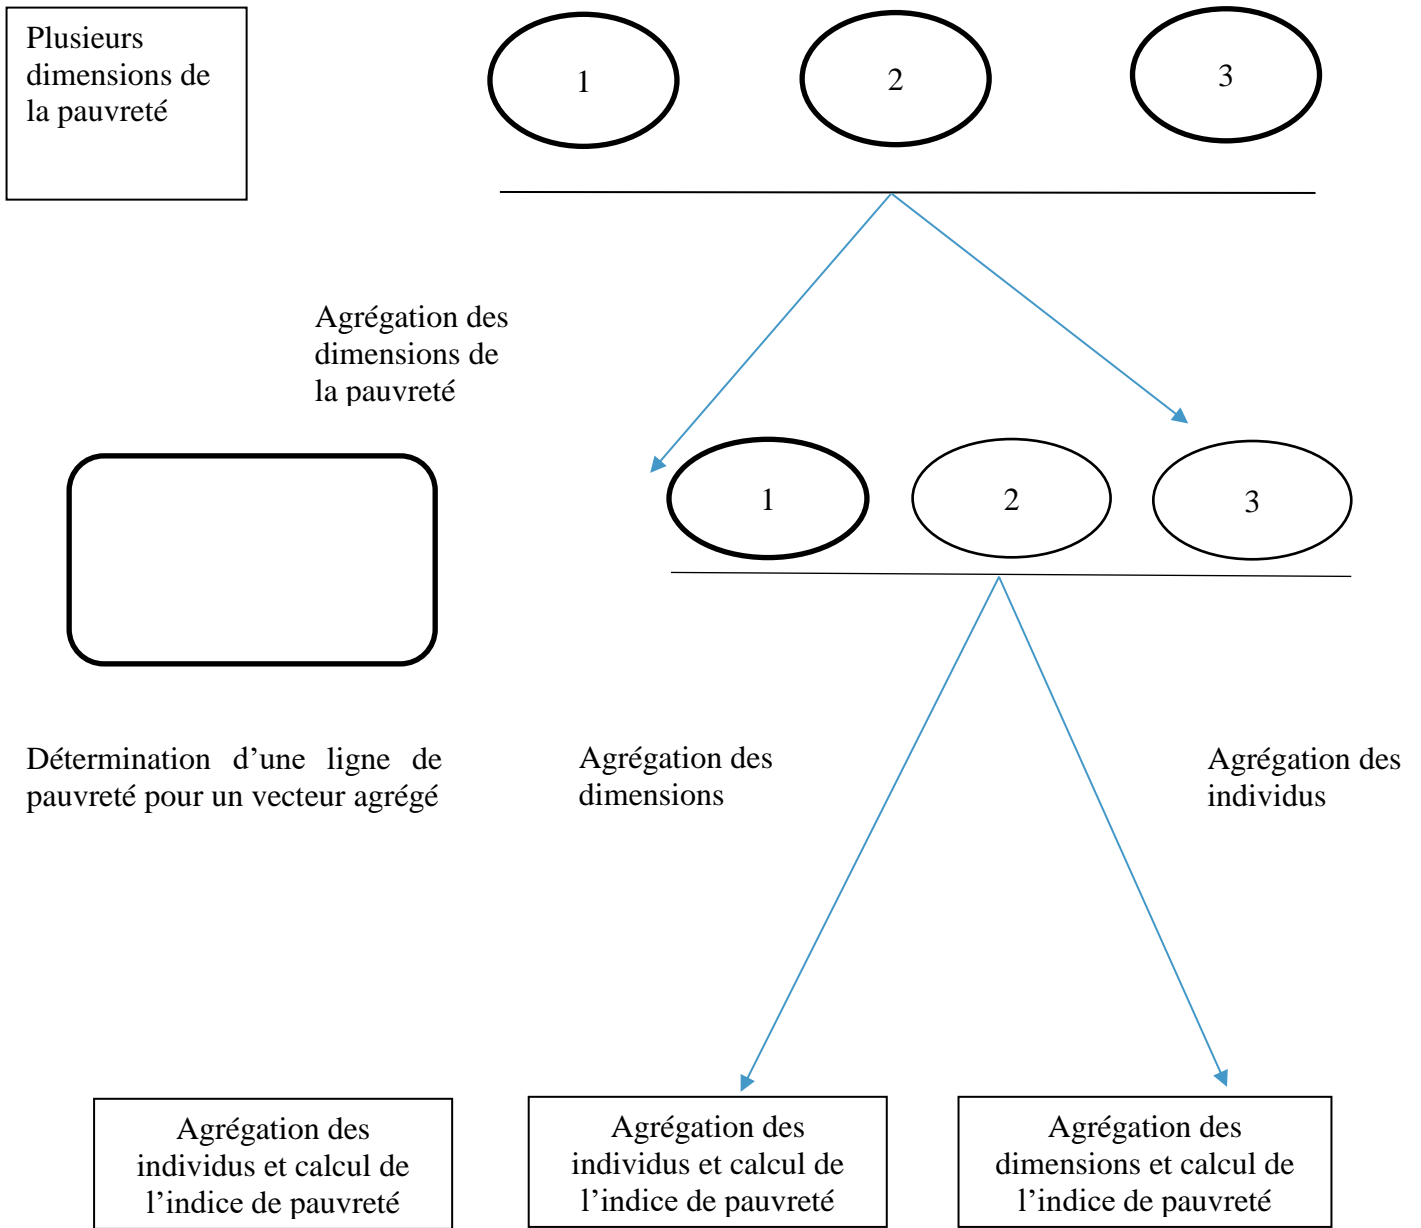 Plusieurs
dimensions de
la pauvreté
1
2
3
Agrégation des
dimensions de
la pauvreté
1
2
3
Détermination d’une ligne de
pauvreté pour un vecteur agrégé
Agrégation des
dimensions
Agrégation des
individus
Agrégation des
individus et calcul de
l’indice de pauvreté
Agrégation des
individus et calcul de
l’indice de pauvreté
Agrégation des
dimensions et calcul de
l’indice de pauvreté